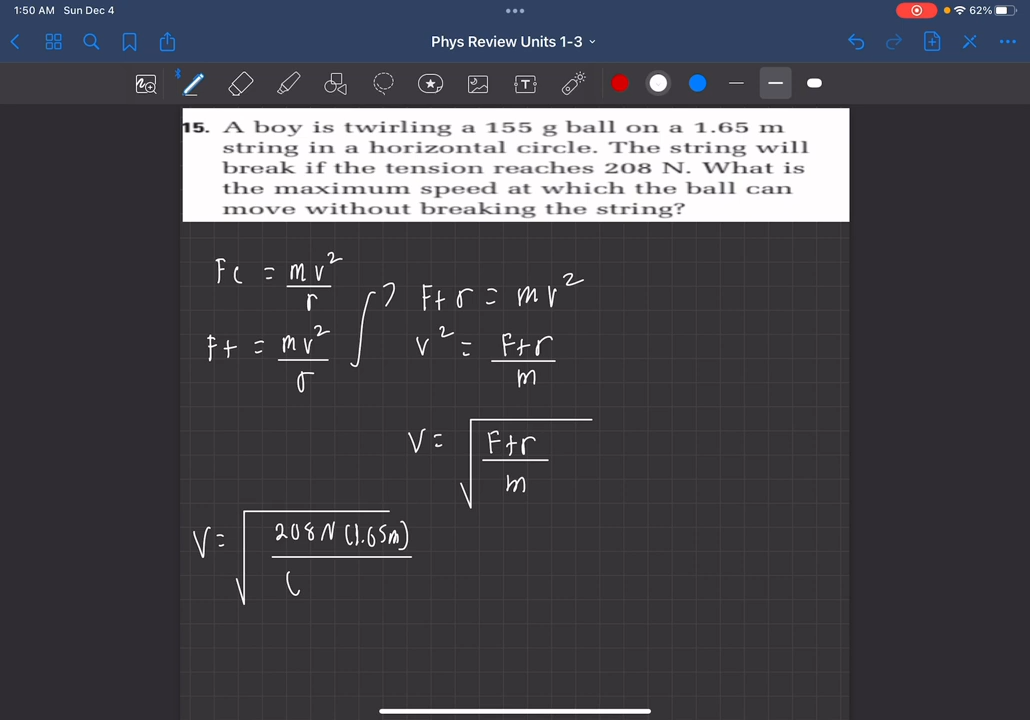 1:50 AM Sun Dec 4
62%
Phys Review Units 1-3
T
15. A boy is twirling a 155 g ball on a 1.65 m
string in a horizontal circle. The string will
break if the tension reaches 208 N. What is
the maximum speed at which the ball can
move without breaking the string?
Fc = mv²/r
Ft = mv²/r
Ftr = mv²
v² = Ftr/m
V = √(Ftr/m)
V = √(208N(1.65m)/(